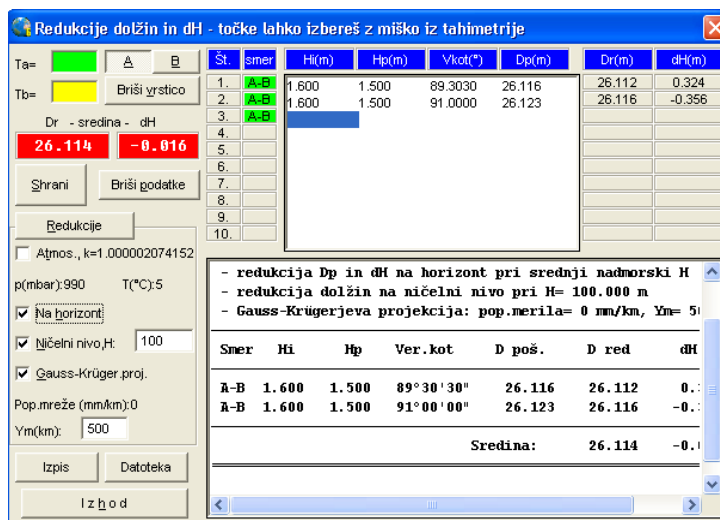 Redukcije dolžin in dH - točke lahko izbereš z miško iz tahimetrije
Ta= A B
Tb= Briši vrstico
Dr - sredina - dH
26.114 -0.016
Shrani Briši podatke
Redukcije
Atmos., k=1.000002074152
p(mbar):990 T(°C):5
Na horizont
Ničelni nivo,H: 100
Gauss-Krüger.proj.
Pop.mreže (mm/km):0
Ym(km): 500
Izpis Datoteka
Izhod
Št. smer Hi(m) Hp(m) Vkot(°) Dp(m) Dr(m) dH(m)
1. A-B 1.600 1.500 89.3030 26.116 26.112 0.324
2. A-B 1.600 1.500 91.0000 26.123 26.116 -0.356
3. A-B
4.
5.
6.
7.
8.
9.
10.
- redukcija Dp in dH na horizont pri srednji nadmorski H
- redukcija dolžin na ničelni nivo pri H= 100.000 m
- Gauss-Krügerjeva projekcija: pop.merila= 0 mm/km, Ym=
Smer Hi Hp Ver.kot D poš. D red dH
A-B 1.600 1.500 89°30'30" 26.116 26.112 0.
A-B 1.600 1.500 91°00'00" 26.123 26.116 -0.
Sredina: 26.114 -0.